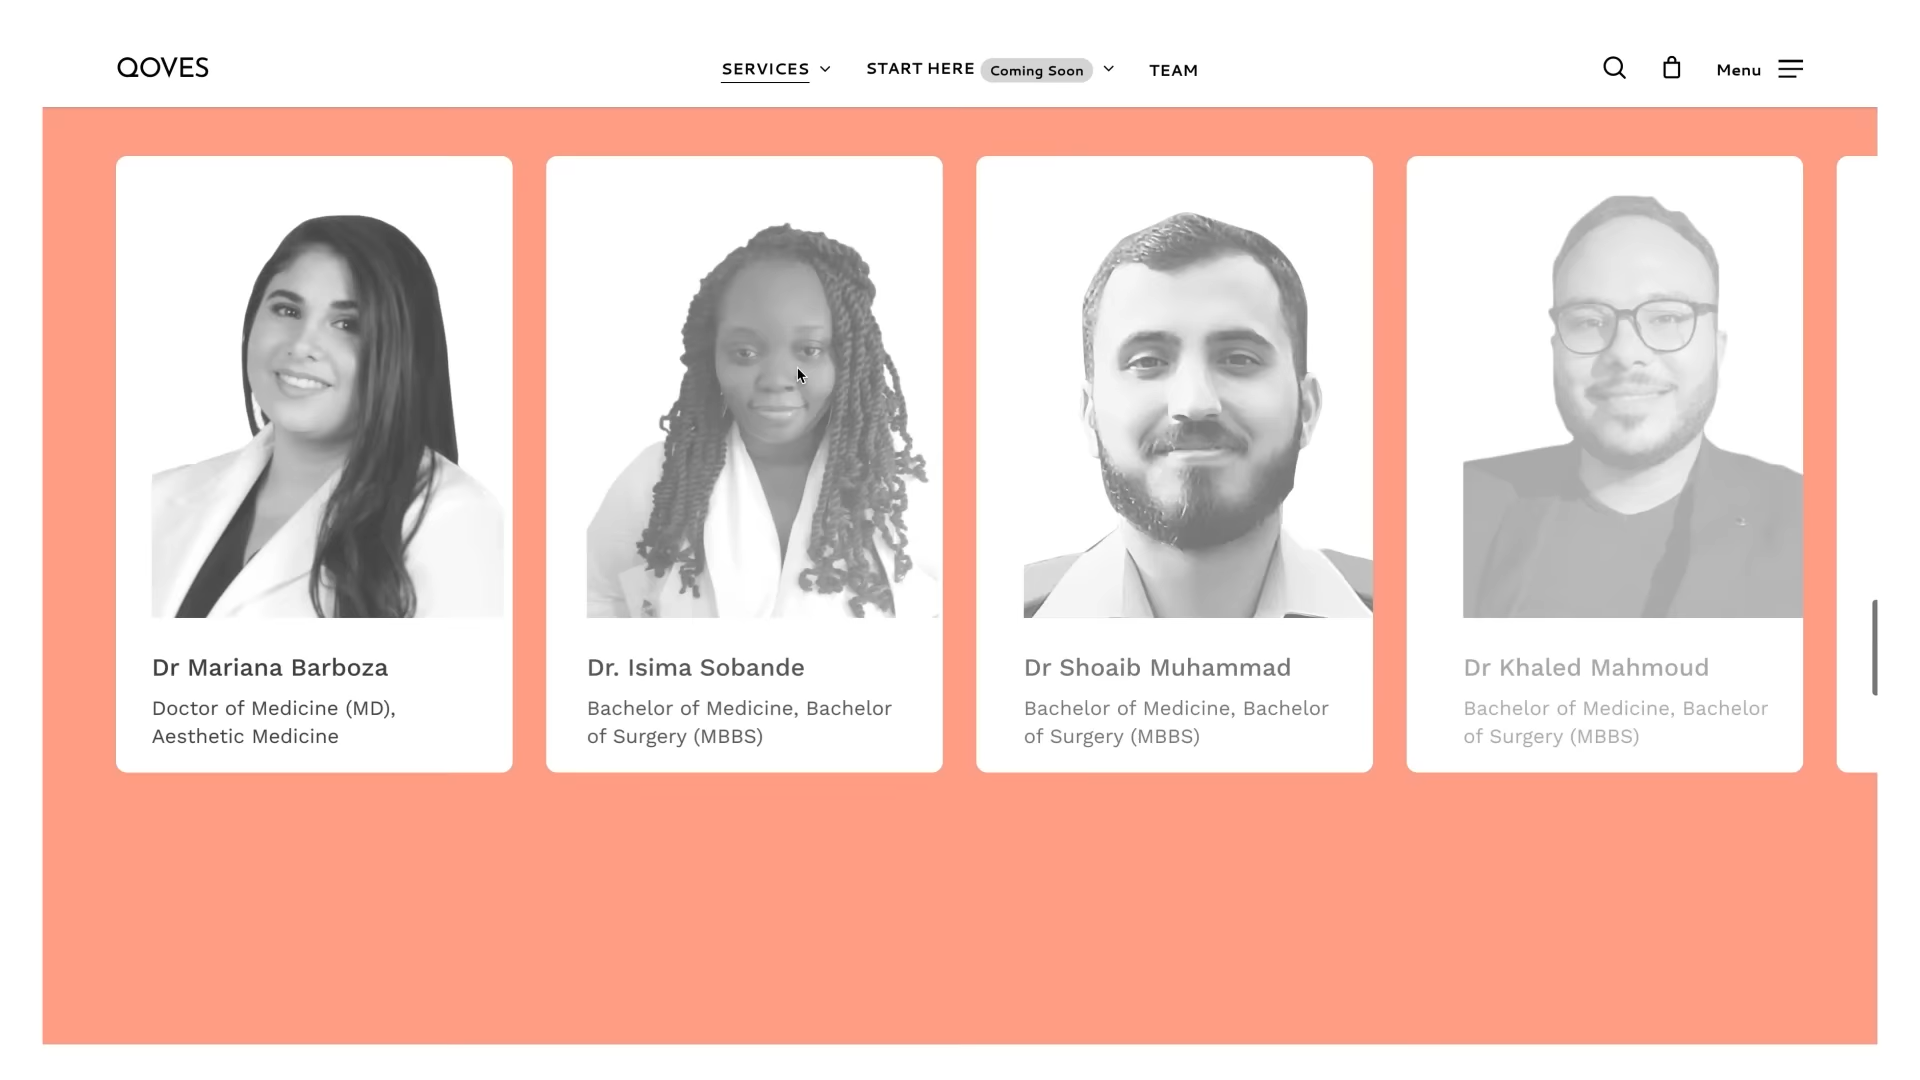 QOVES
SERVICES
START HERE Coming Soon
TEAM
Menu
Dr Mariana Barboza
Doctor of Medicine (MD),
Aesthetic Medicine
Dr. Isima Sobande
Bachelor of Medicine, Bachelor
of Surgery (MBBS)
Dr Shoaib Muhammad
Bachelor of Medicine, Bachelor
of Surgery (MBBS)
Dr Khaled Mahmoud
Bachelor of Medicine, Bachelor
of Surgery (MBBS)